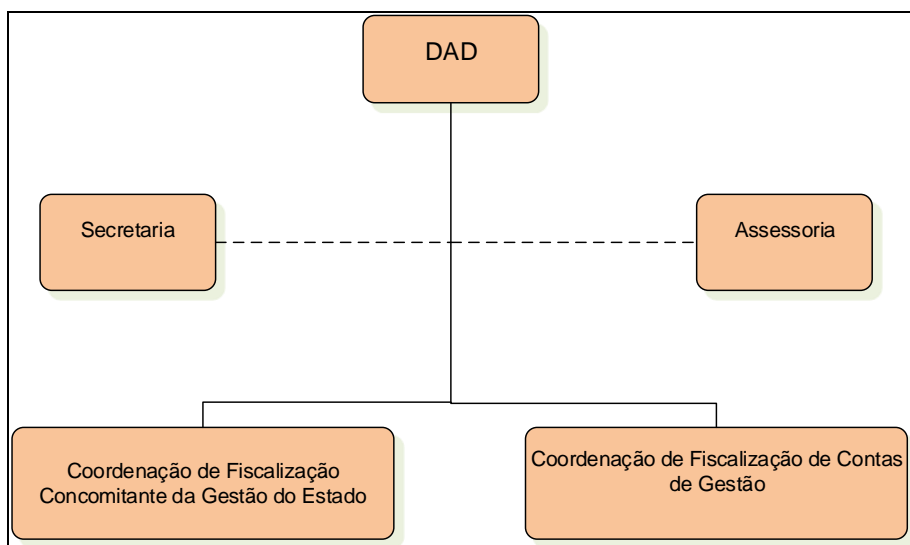 DAD
Secretaria
Assessoria
Coordenação de Fiscalização
Concomitante da Gestão do Estado
Coordenação de Fiscalização de Contas
de Gestão